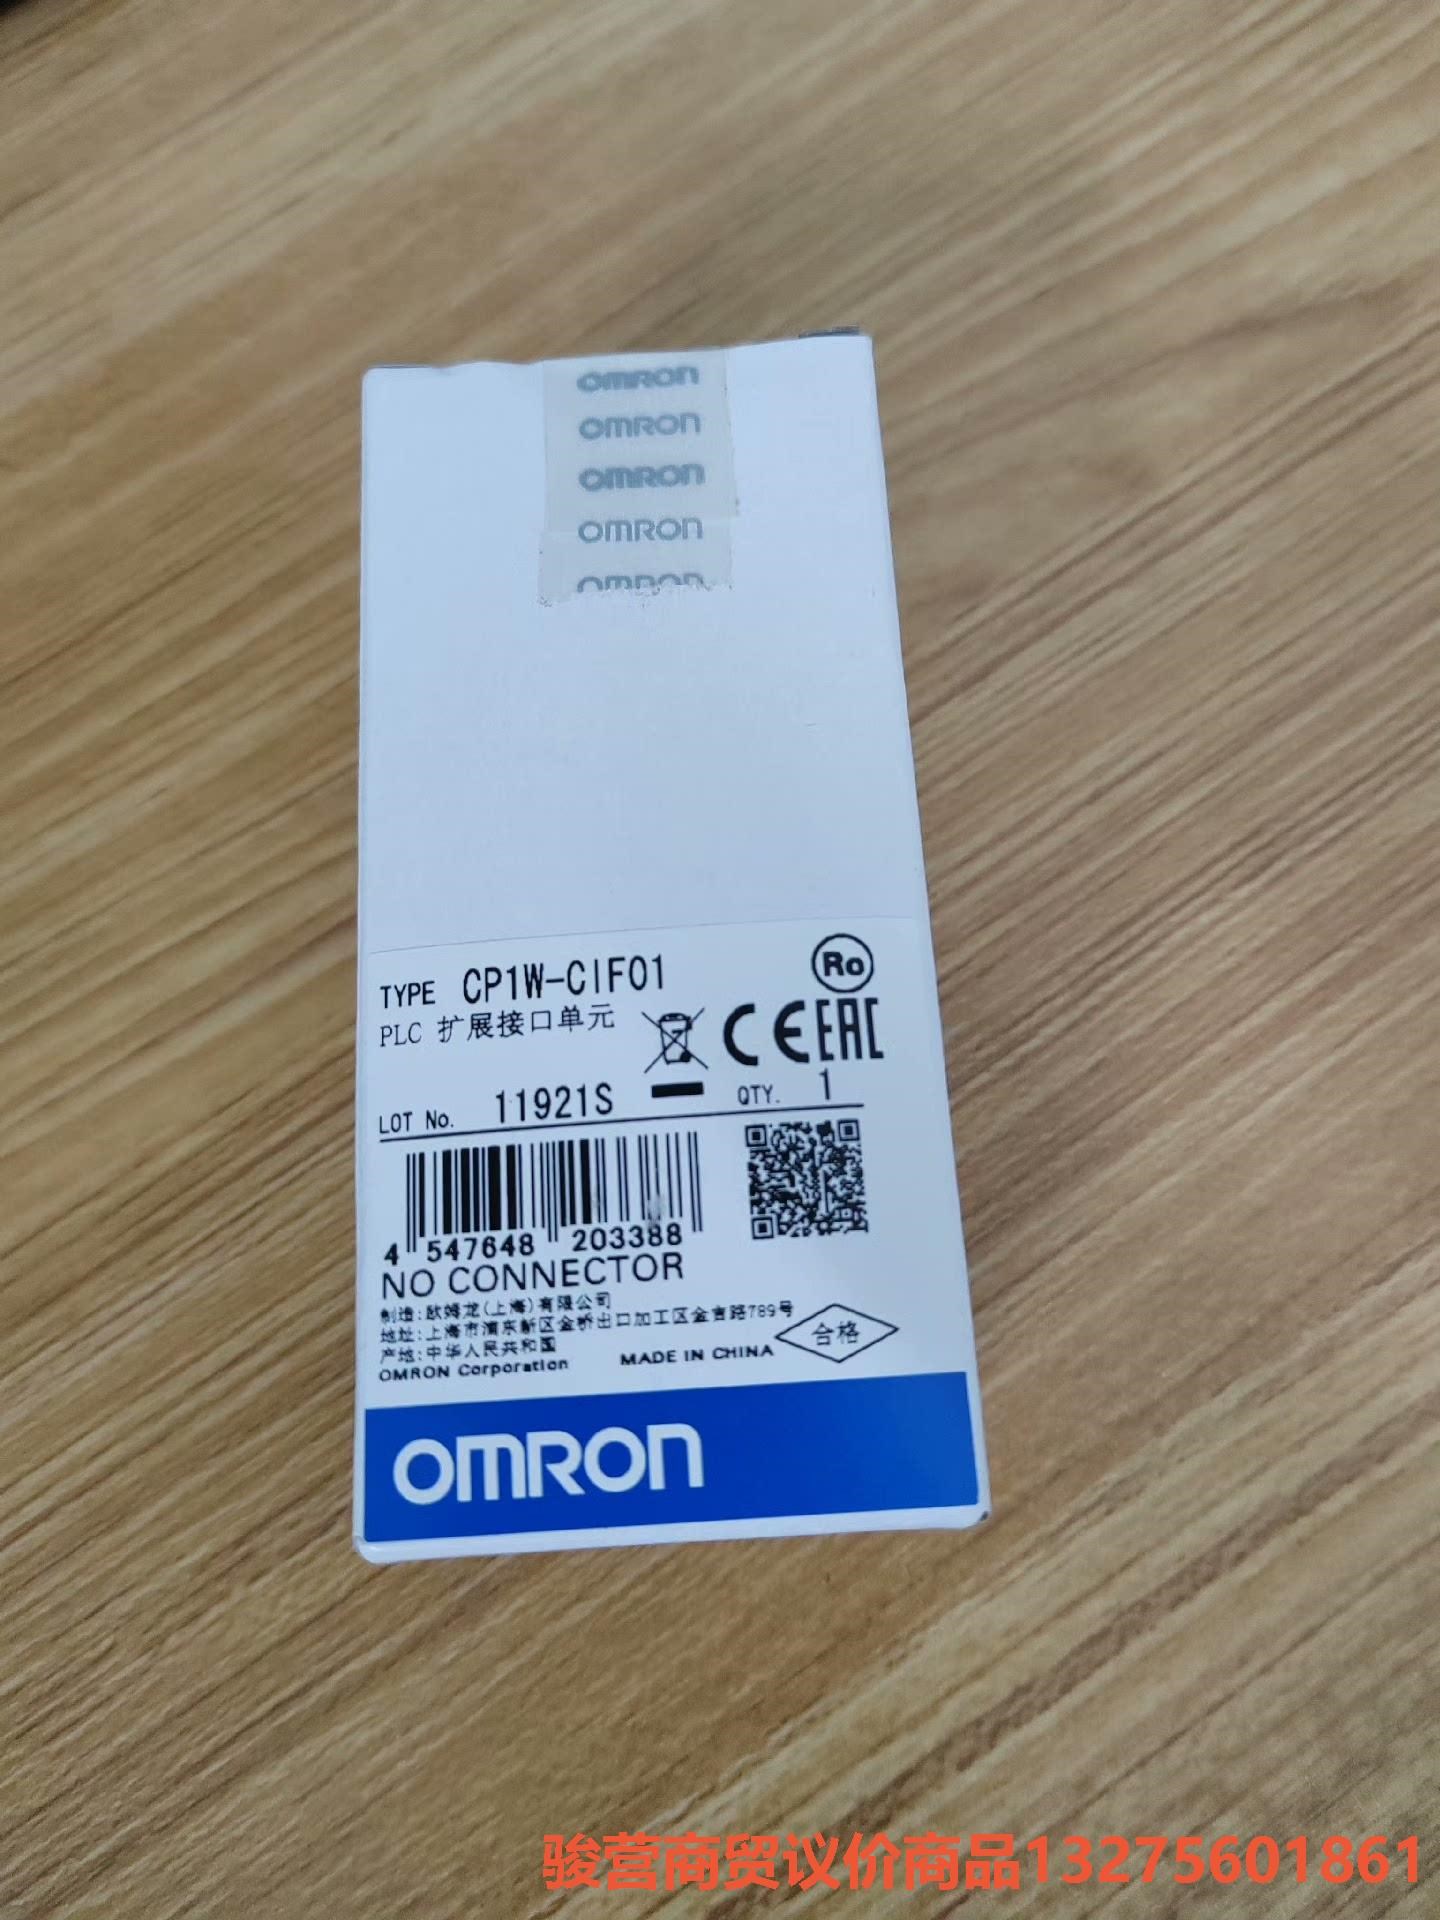 OMRON
OMRON
OMRON
OMRON
OMRON
TYPE CP1W-CIF01
Ro
PLC 扩展接口单元
CE EAC
LOT No. 11921S QTY. 1
4 547648 203388
NO CONNECTOR
制造:欧姆龙(上海)有限公司
地址:上海市浦东新区金桥出口加工区金吉路789号
产地:中华人民共和国
合格
OMRON Corporation MADE IN CHINA
OMRON
骏营商贸议价商品13275601861